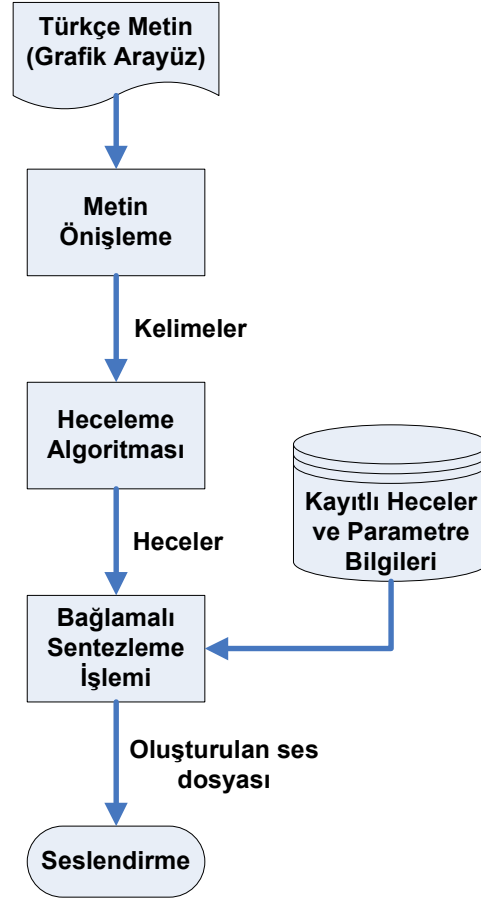 Türkçe Metin
(Grafik Arayüz)
Metin
Önişleme
Kelimeler
Heceleme
Algoritması
Kayıtlı Heceler
ve Parametre
Bilgileri
Heceler
Bağlamalı
Sentezleme
İşlemi
Oluşturulan ses
dosyası
Seslendirme